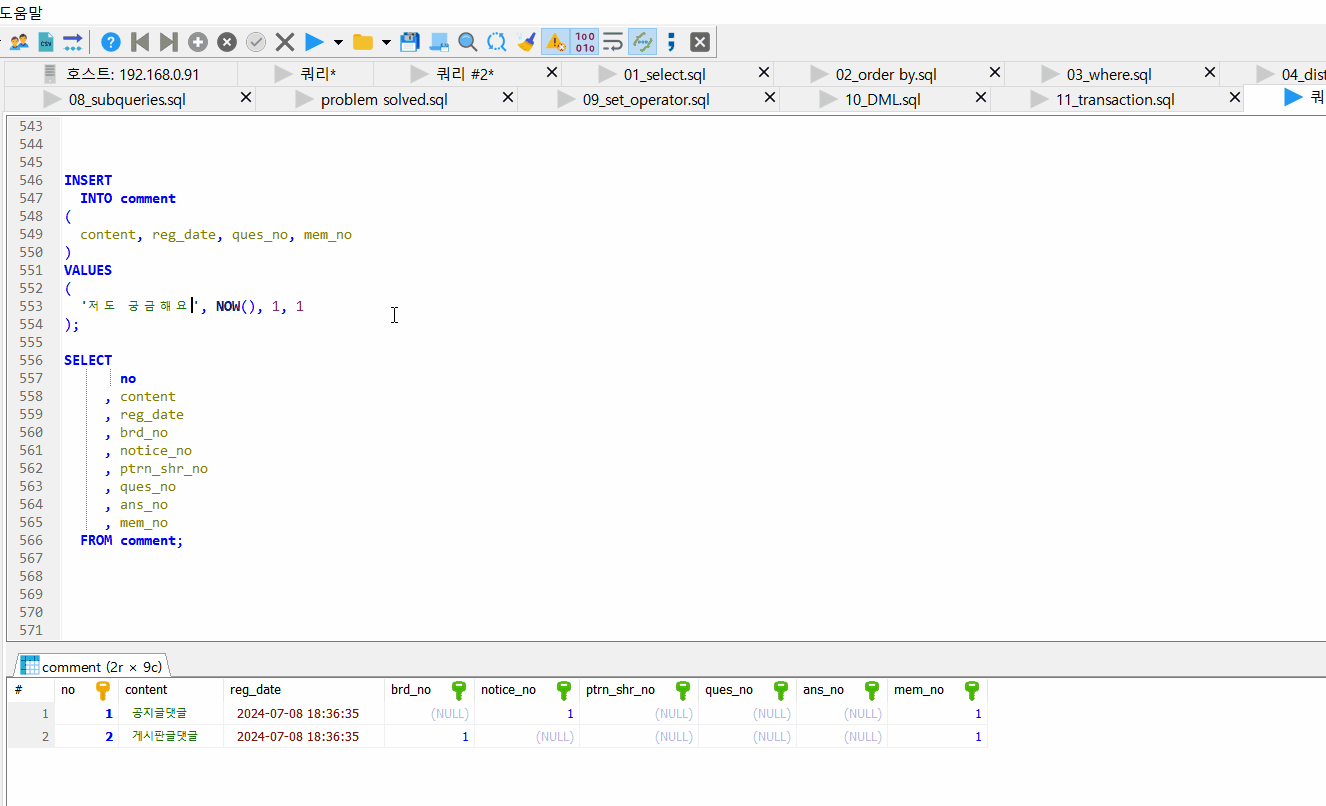 도움말
호스트: 192.168.0.91 쿼리* 쿼리 #2* 01_select.sql 02_order by.sql 03_where.sql 04_dist
08_subqueries.sql problem solved.sql 09_set_operator.sql 10_DML.sql 11_transaction.sql 쿼
543
544
545
546 INSERT
547 INTO comment
548 (
549 content, reg_date, ques_no, mem_no
550 )
551 VALUES
552 (
553 '저도 궁금해요', NOW(), 1, 1
554 );
555
556 SELECT
557 no
558 , content
559 , reg_date
560 , brd_no
561 , notice_no
562 , ptrn_shr_no
563 , ques_no
564 , ans_no
565 , mem_no
566 FROM comment;
567
568
569
570
571
comment (2r × 9c)
# no content reg_date brd_no notice_no ptrn_shr_no ques_no ans_no mem_no
1 1 공지글댓글 2024-07-08 18:36:35 (NULL) 1 (NULL) (NULL) (NULL) 1
2 2 게시판글댓글 2024-07-08 18:36:35 1 (NULL) (NULL) (NULL) (NULL) 1